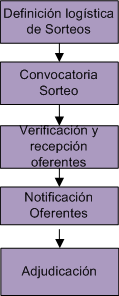 Definición logística
de Sorteos
Convocatoria
Sorteo
Verificación y
recepción
oferentes
Notificación
Oferentes
Adjudicación